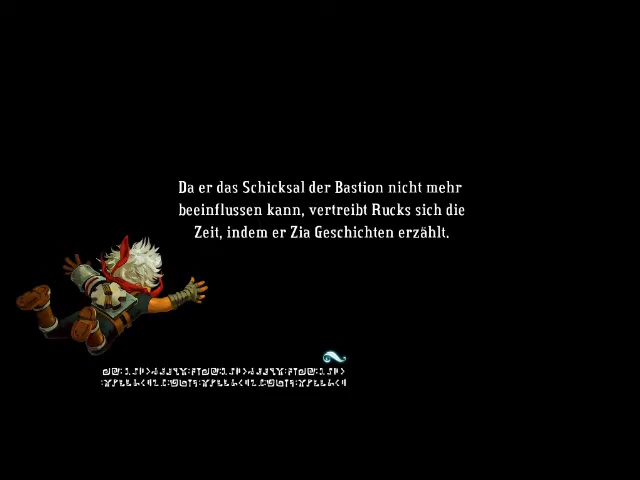 Da er das Schicksal der Bastion nicht mehr
beeinflussen kann, vertreibt Rucks sich die
Zeit, indem er Zia Geschichten erzählt.